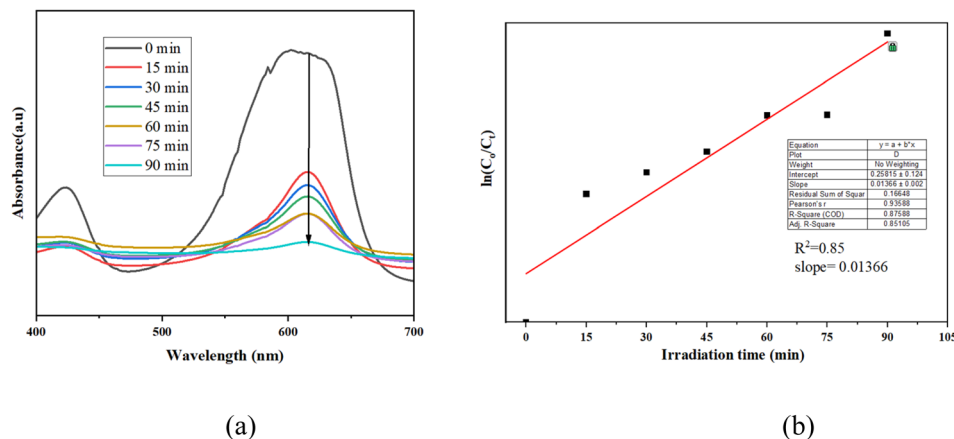 (a)
0 min
15 min
30 min
45 min
60 min
75 min
90 min
Absorbance(a.u)
400 500 600 700
Wavelength (nm)
(a)
(b)
ln(C₀/Cₜ)
Equation y = a + b*x
Plot D
Weight No Weighting
Intercept 0.25815 ± 0.124
Slope 0.01366 ± 0.002
Residual Sum of Squar 0.16648
Pearson's r 0.93588
R-Square (COD) 0.87588
Adj. R-Square 0.85105
R²=0.85
slope= 0.01366
0 15 30 45 60 75 90 105
Irradiation time (min)
(b)